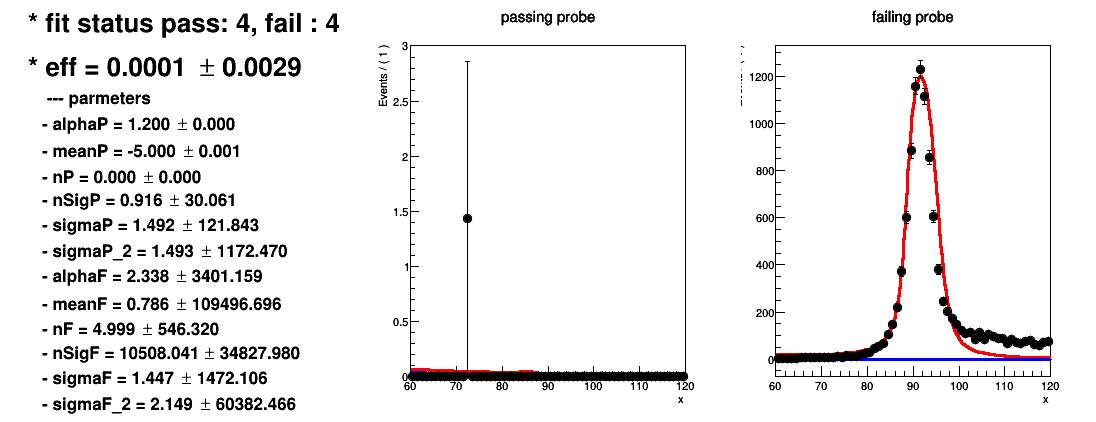 * fit status pass: 4, fail : 4
* eff = 0.0001 ± 0.0029
--- parmeters
- alphaP = 1.200 ± 0.000
- meanP = -5.000 ± 0.001
- nP = 0.000 ± 0.000
- nSigP = 0.916 ± 30.061
- sigmaP = 1.492 ± 121.843
- sigmaP_2 = 1.493 ± 1172.470
- alphaF = 2.338 ± 3401.159
- meanF = 0.786 ± 109496.696
- nF = 4.999 ± 546.320
- nSigF = 10508.041 ± 34827.980
- sigmaF = 1.447 ± 1472.106
- sigmaF_2 = 2.149 ± 60382.466
passing probe
Events / ( 1 )
3
2.5
2
1.5
1
0.5
0
60 70 80 90 100 110 120
x
failing probe
1200
1000
800
600
400
200
0
60 70 80 90 100 110 120
x